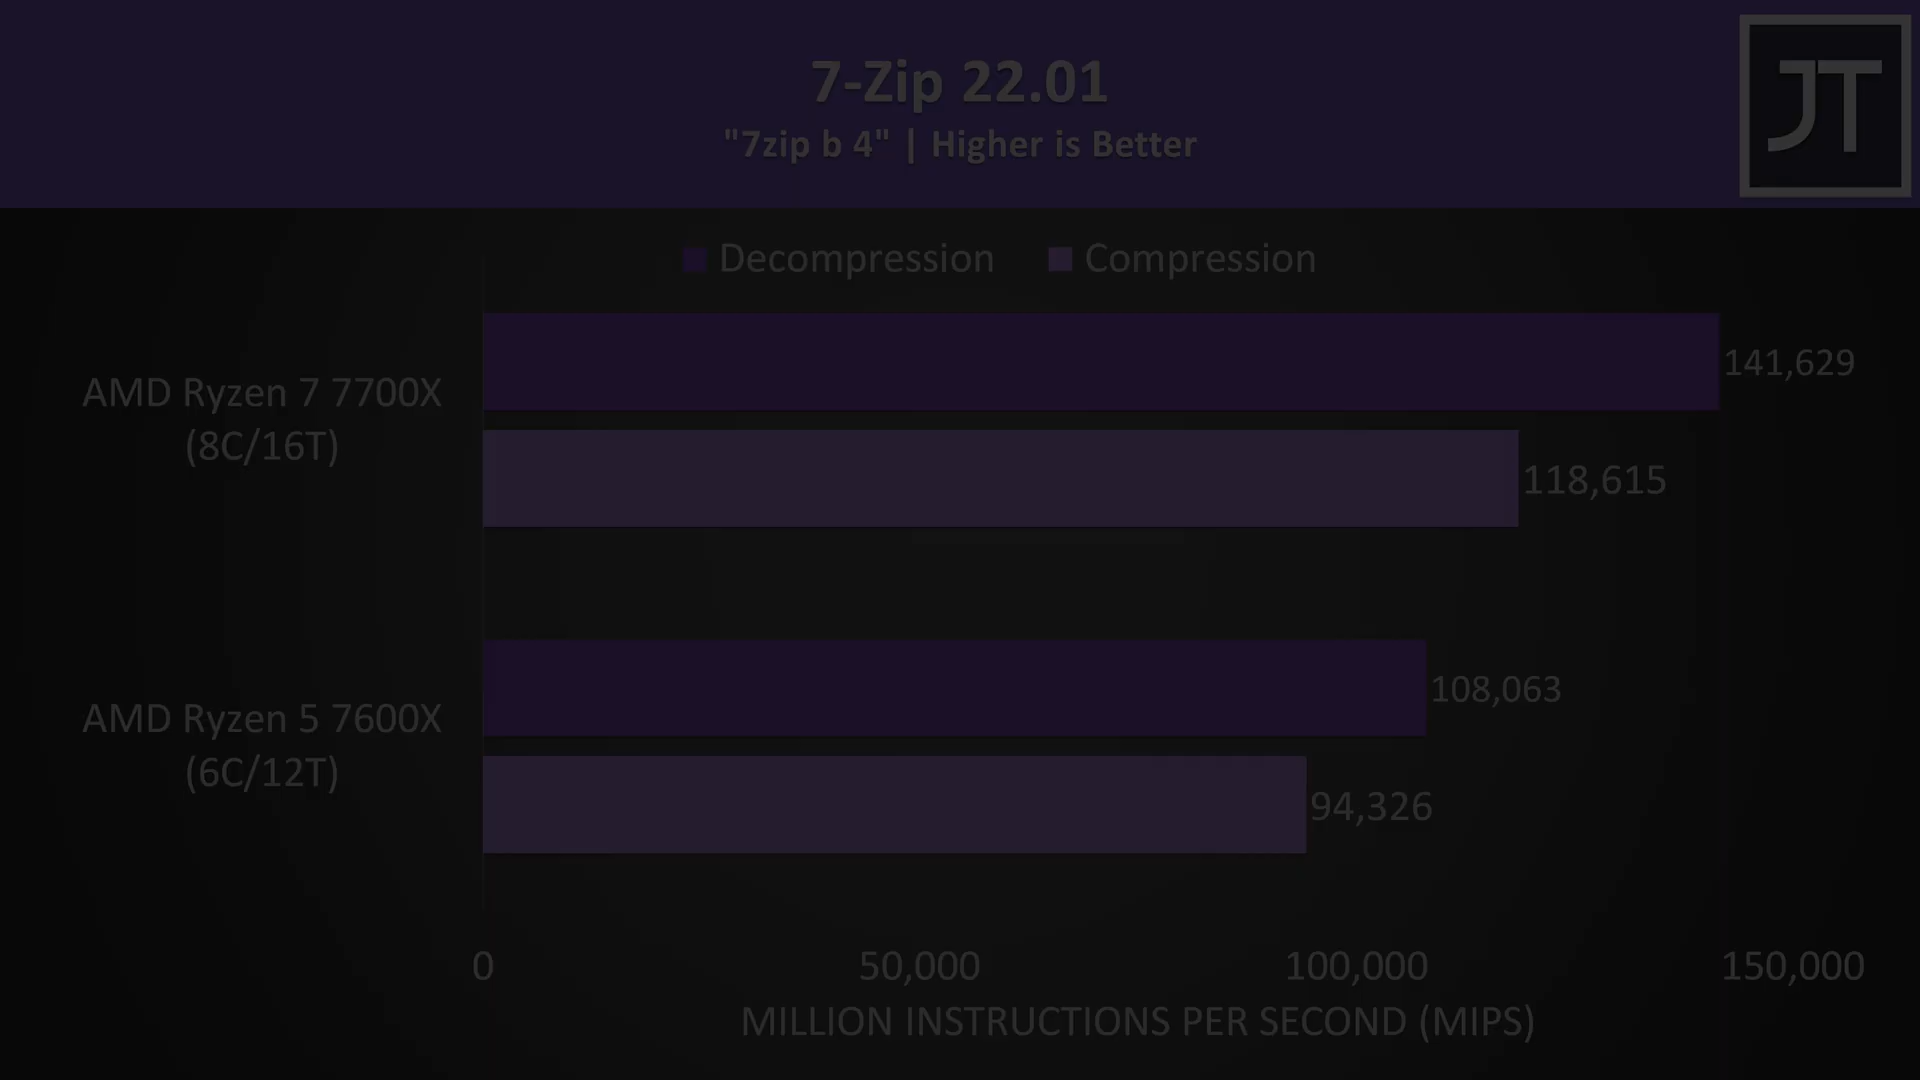 7-Zip 22.01
"7zip b 4" | Higher is Better
JT
Decompression
Compression
AMD Ryzen 7 7700X
(8C/16T)
141,629
118,615
AMD Ryzen 5 7600X
(6C/12T)
108,063
94,326
0
50,000
100,000
150,000
MILLION INSTRUCTIONS PER SECOND (MIPS)